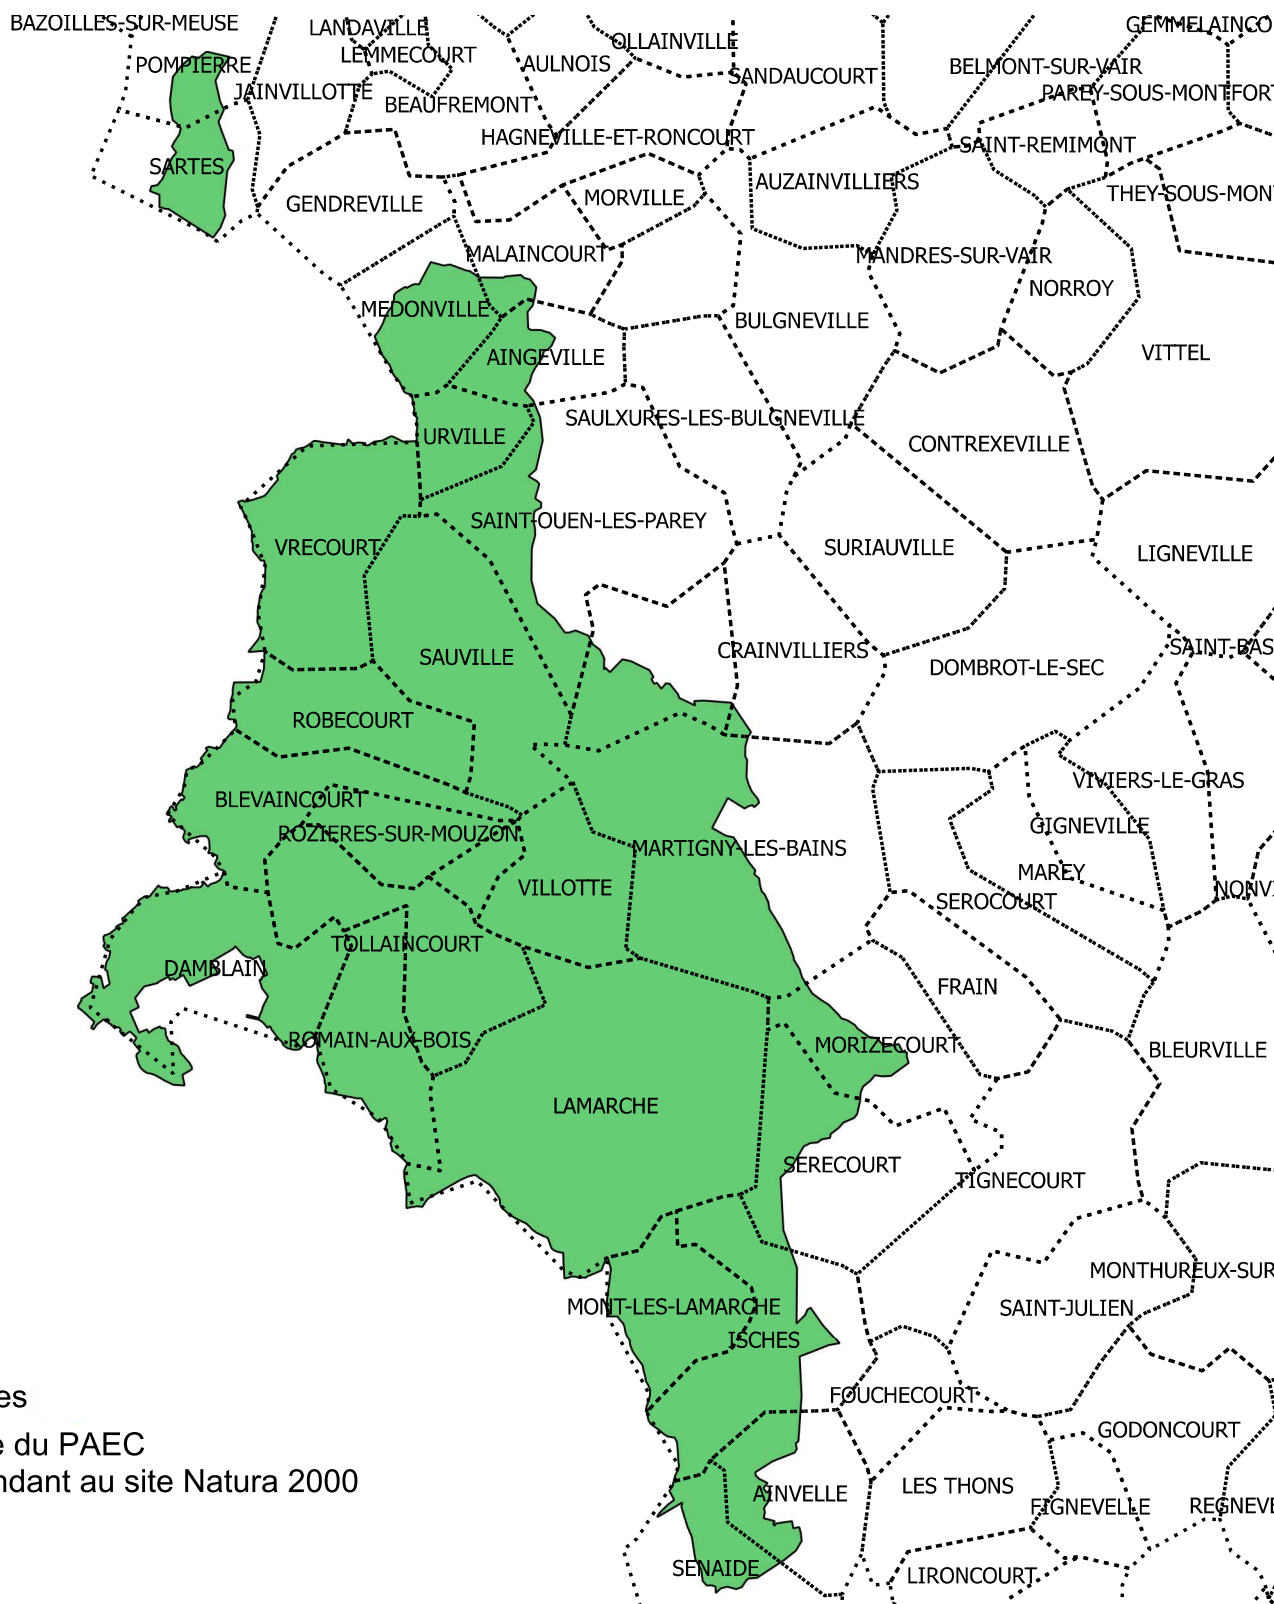 BAZOILLES-SUR-MEUSE
LANDAVILLE
GEMMELAINCO
OLLAINVILLE
LEMMECOURT
POMPIERRE
AULNOIS
BELMONT-SUR-VAIR
SANDAUCOURT
JAINVILLOTTE
PAREY-SOUS-MONTFORT
BEAUFREMONT
HAGNEVILLE-ET-RONCOURT
SAINT-REMIMONT
SARTES
AUZAINVILLIERS
THEY-SOUS-MONT
MORVILLE
GENDREVILLE
MALAINCOURT
MANDRES-SUR-VAIR
NORROY
MEDONVILLE
BULGNEVILLE
VITTEL
AINGEVILLE
SAULXURES-LES-BULGNEVILLE
URVILLE
CONTREXEVILLE
SAINT-OUEN-LES-PAREY
VRECOURT
SURIAUVILLE
LIGNEVILLE
SAINT-BAS
CRAINVILLIERS
SAUVILLE
DOMBROT-LE-SEC
ROBECOURT
VIVIERS-LE-GRAS
BLEVAINCOURT
GIGNEVILLE
ROZIERES-SUR-MOUZON
MARTIGNY-LES-BAINS
MAREY
VILLOTTE
NONVI
SEROCOURT
TOLLAINCOURT
DAMBLAIN
FRAIN
ROMAIN-AUX-BOIS
MORIZECOURT
BLEURVILLE
LAMARCHE
SERECOURT
TIGNECOURT
MONTHUREUX-SUR
MONT-LES-LAMARCHE
SAINT-JULIEN
ISCHES
es
FOUCHECOURT
GODONCOURT
e du PAEC
ndant au site Natura 2000
LES THONS
AINVELLE
FIGNEVELLE
REGNEVE
SENAIDE
LIRONCOURT